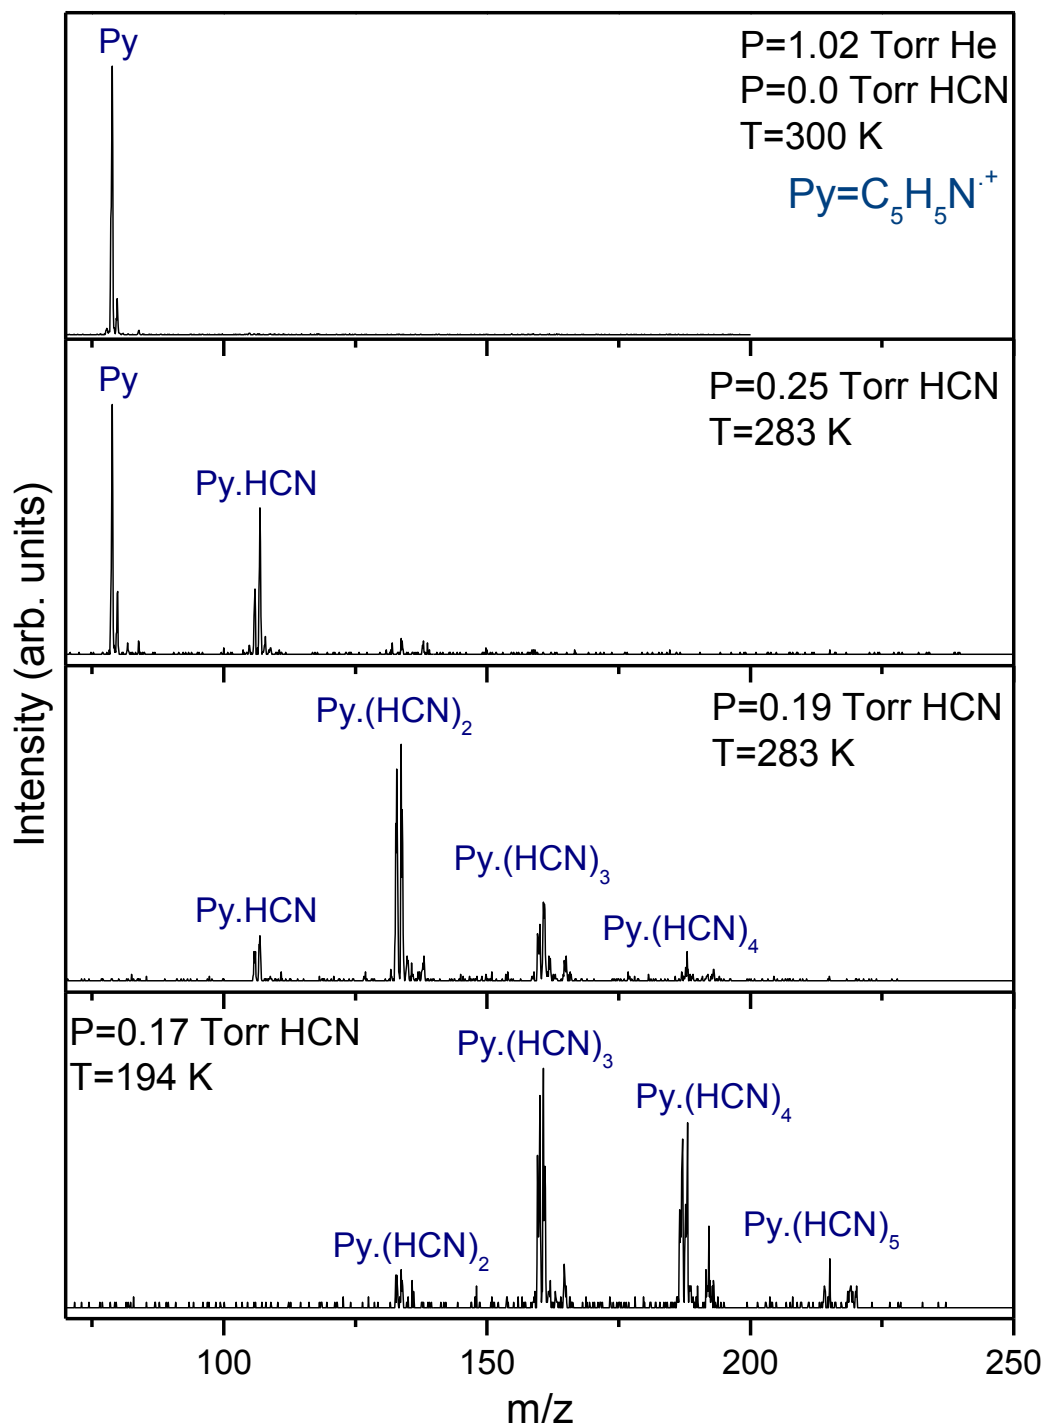 Py
P=1.02 Torr He
P=0.0 Torr HCN
T=300 K
Py=C₅H₅N·⁺
Py
P=0.25 Torr HCN
T=283 K
Py.HCN
Py.(HCN)₂
P=0.19 Torr HCN
T=283 K
Py.(HCN)₃
Py.HCN
Py.(HCN)₄
P=0.17 Torr HCN
T=194 K
Py.(HCN)₃
Py.(HCN)₄
Py.(HCN)₂
Py.(HCN)₅
Intensity (arb. units)
100 150 200 250
m/z